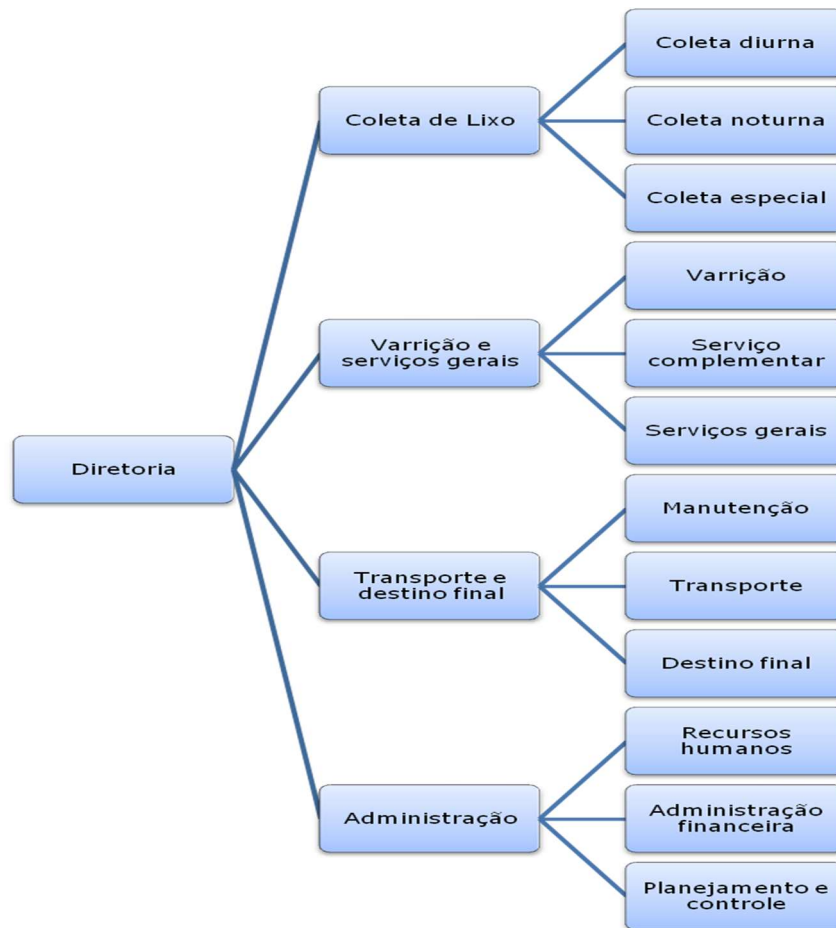 Coleta diurna
Coleta de Lixo
Coleta noturna
Coleta especial
Varrição
Varrição e
serviços gerais
Serviço
complementar
Serviços gerais
Diretoria
Manutenção
Transporte e
destino final
Transporte
Destino final
Recursos
humanos
Administração
Administração
financeira
Planejamento e
controle